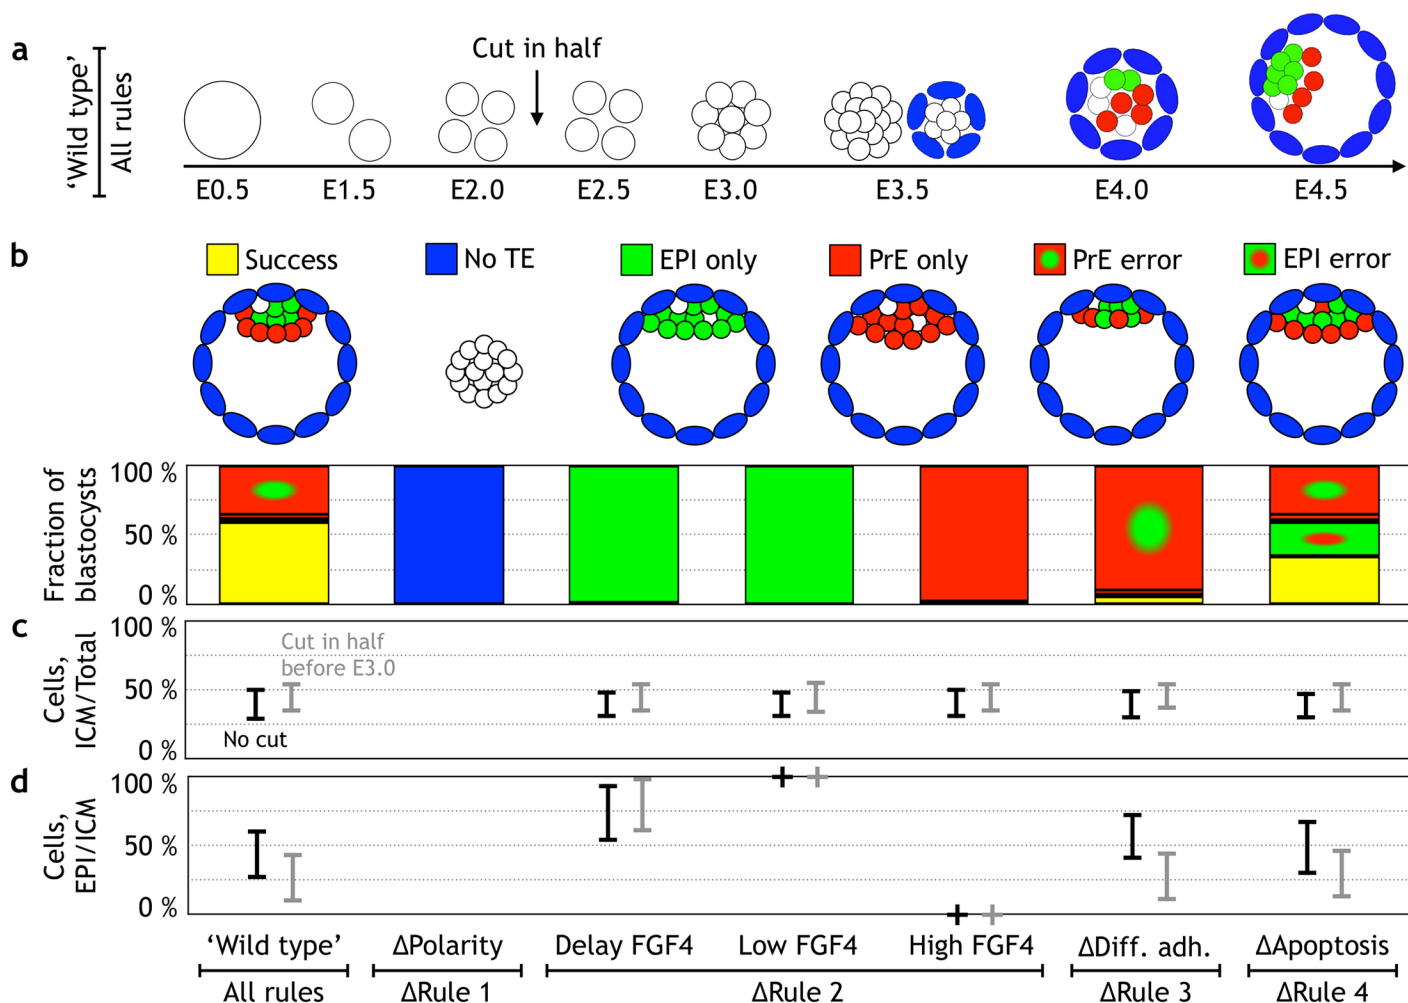 a
'Wild type'
All rules
Cut in half
E0.5 E1.5 E2.0 E2.5 E3.0 E3.5 E4.0 E4.5
b
Success No TE EPI only PrE only PrE error EPI error
Fraction of
blastocysts
100 %
50 %
0 %
c
Cells,
ICM/Total
100 %
50 %
0 %
Cut in half
before E3.0
No cut
d
Cells,
EPI/ICM
100 %
50 %
0 %
'Wild type' ΔPolarity Delay FGF4 Low FGF4 High FGF4 ΔDiff. adh. ΔApoptosis
All rules ΔRule 1 ΔRule 2 ΔRule 3 ΔRule 4